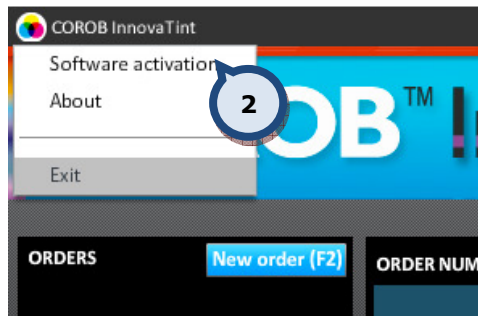 COROB InnovaTint
Software activation
About
2
OB™
Exit
ORDERS
New order (F2)
ORDER NUM